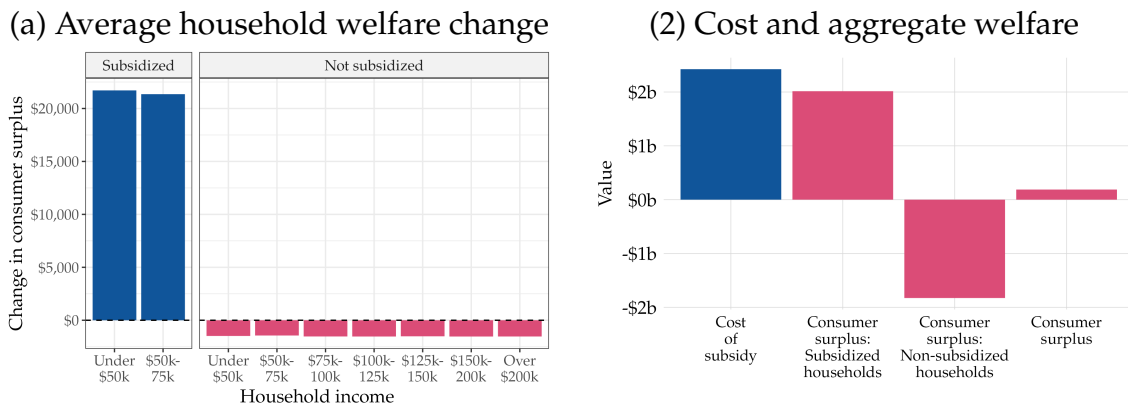 (a) Average household welfare change
Subsidized
Not subsidized
Change in consumer surplus
$20,000
$15,000
$10,000
$5,000
$0
Under
$50k
$50k-
75k
Under
$50k
$50k-
75k
$75k-
100k
$100k-
125k
$125k-
150k
$150k-
200k
Over
$200k
Household income
(2) Cost and aggregate welfare
Value
$2b
$1b
$0b
-$1b
-$2b
Cost
of
subsidy
Consumer
surplus:
Subsidized
households
Consumer
surplus:
Non-subsidized
households
Consumer
surplus